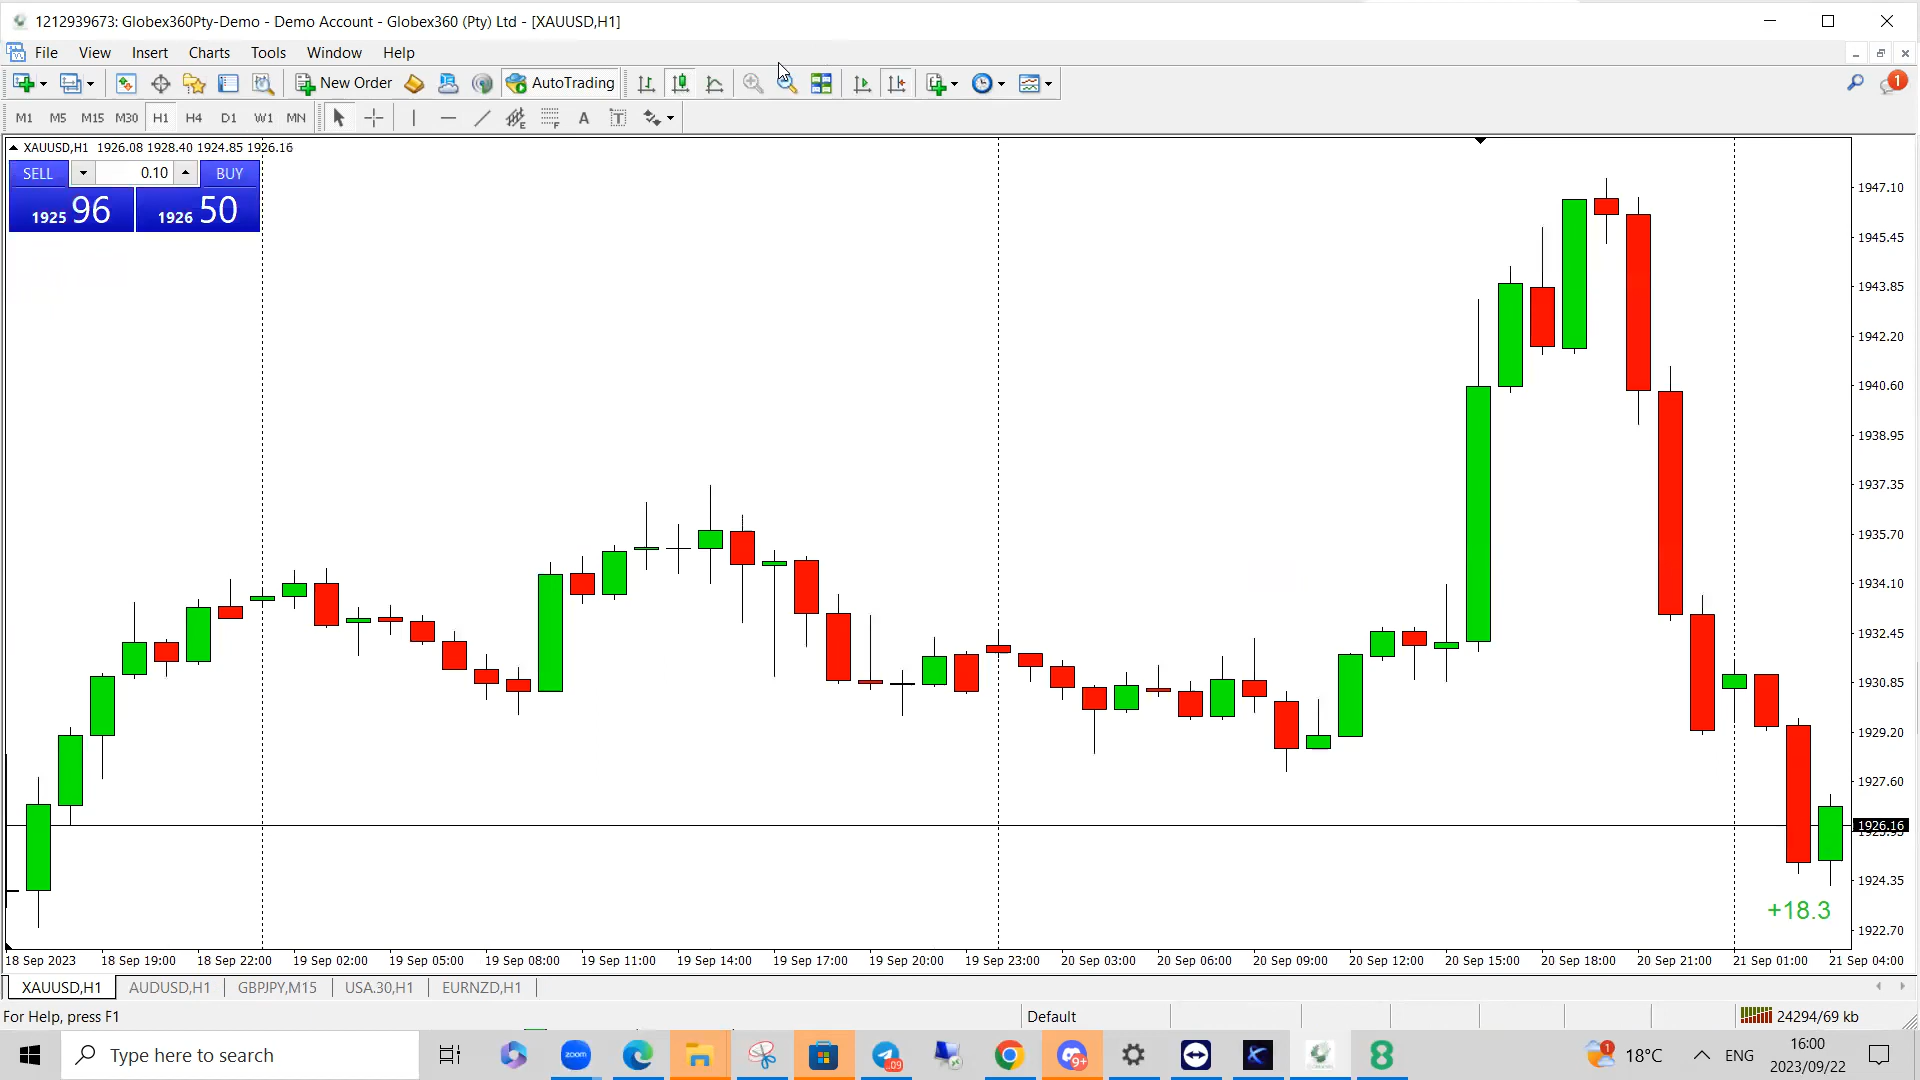 1212939673: Globex360Pty-Demo - Demo Account - Globex360 (Pty) Ltd - [XAUUSD,H1]
File View Insert Charts Tools Window Help
New Order AutoTrading 1
M1 M5 M15 M30 H1 H4 D1 W1 MN E F A T
XAUUSD,H1 1926.08 1928.40 1924.85 1926.16
SELL 0.10 BUY
1925 96 1926 50
1947.10
1945.45
1943.85
1942.20
1940.60
1938.95
1937.35
1935.70
1934.10
1932.45
1930.85
1929.20
1927.60
1926.16
1924.35
+18.3
1922.70
18 Sep 2023 18 Sep 19:00 18 Sep 22:00 19 Sep 02:00 19 Sep 05:00 19 Sep 08:00 19 Sep 11:00 19 Sep 14:00 19 Sep 17:00 19 Sep 20:00 19 Sep 23:00 20 Sep 03:00 20 Sep 06:00 20 Sep 09:00 20 Sep 12:00 20 Sep 15:00 20 Sep 18:00 20 Sep 21:00 21 Sep 01:00 21 Sep 04:00
XAUUSD,H1 AUDUSD,H1 GBPJPY,M15 USA.30,H1 EURNZD,H1
For Help, press F1 Default 24294/69 kb
Type here to search zoom 09 9+ 1 18°C ENG 16:00
2023/09/22